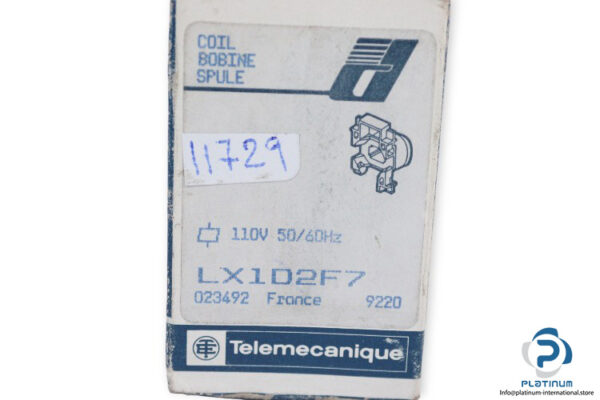 COIL
BOBINE
SPULE
11729
110V 50/60Hz
LX1D2F7
023492 France 9220
Telemecanique
PLATINUM
Info@platinum-international.store